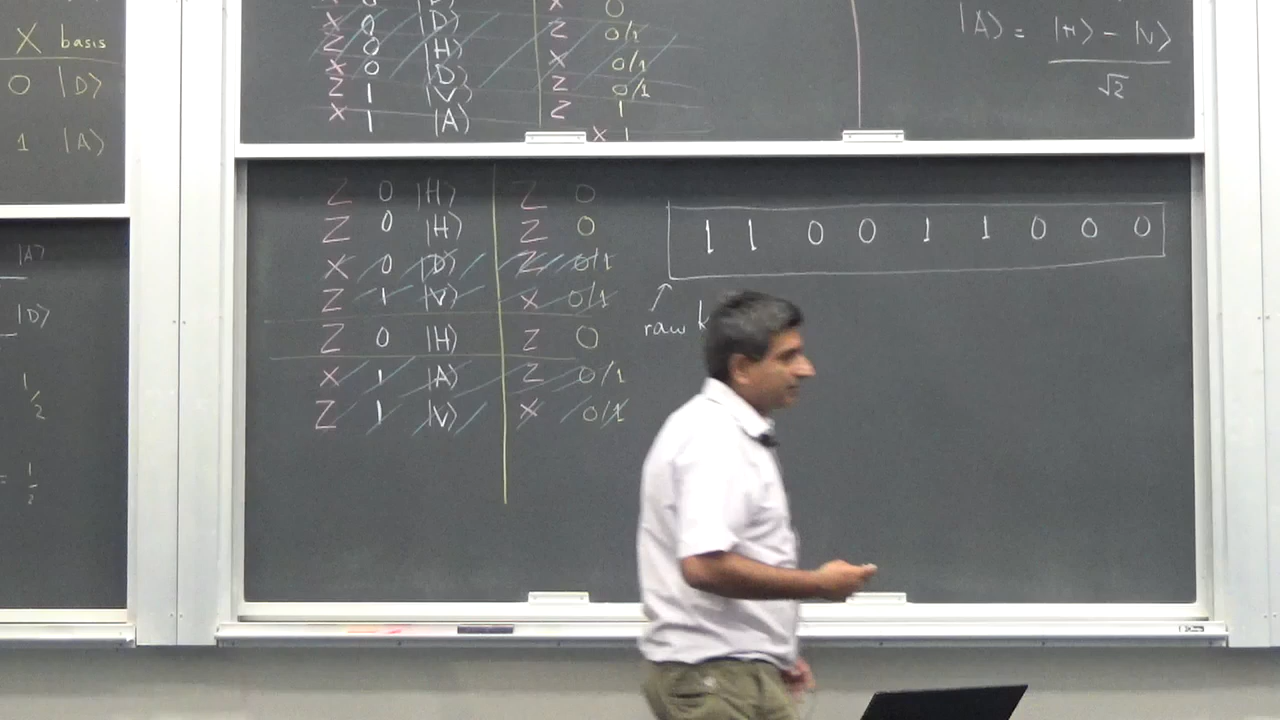 X basis
0 |D⟩
1 |A⟩
|A⟩
|D⟩
1/2
= 1/2
X 0 |D⟩ X 0
Z 0 |H⟩ Z 0/1
X 0 |D⟩ X 0/1
Z 1 |V⟩ Z 0/1
X 1 |A⟩ Z 1
X 1
|A⟩ = |H⟩ - |V⟩
√2
Z 0 |H⟩ Z 0
Z 0 |H⟩ Z 0
X 0 |D⟩ Z 0/1
Z 1 |V⟩ X 0/1
Z 0 |H⟩ Z 0
X 1 |A⟩ Z 0/1
Z 1 |V⟩ X 0/1
1 1 0 0 1 1 0 0 0
raw